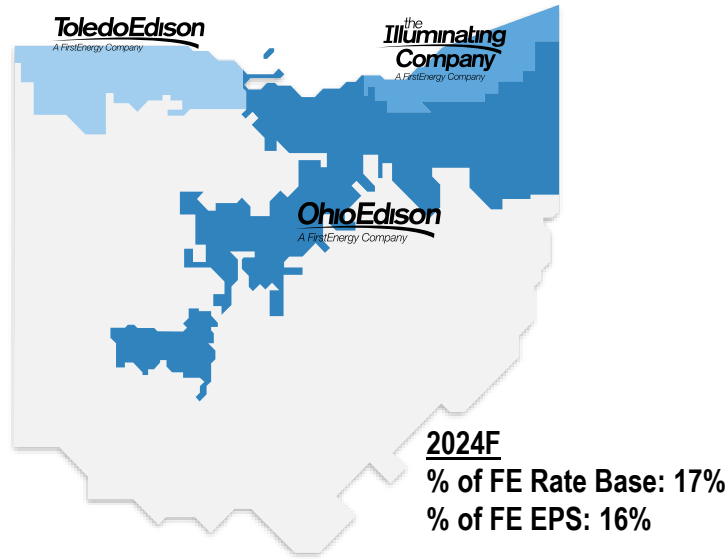 ToledoEdison
A FirstEnergy Company
the
Illuminating
Company
A FirstEnergy Company
OhioEdison
A FirstEnergy Company
2024F
% of FE Rate Base: 17%
% of FE EPS: 16%